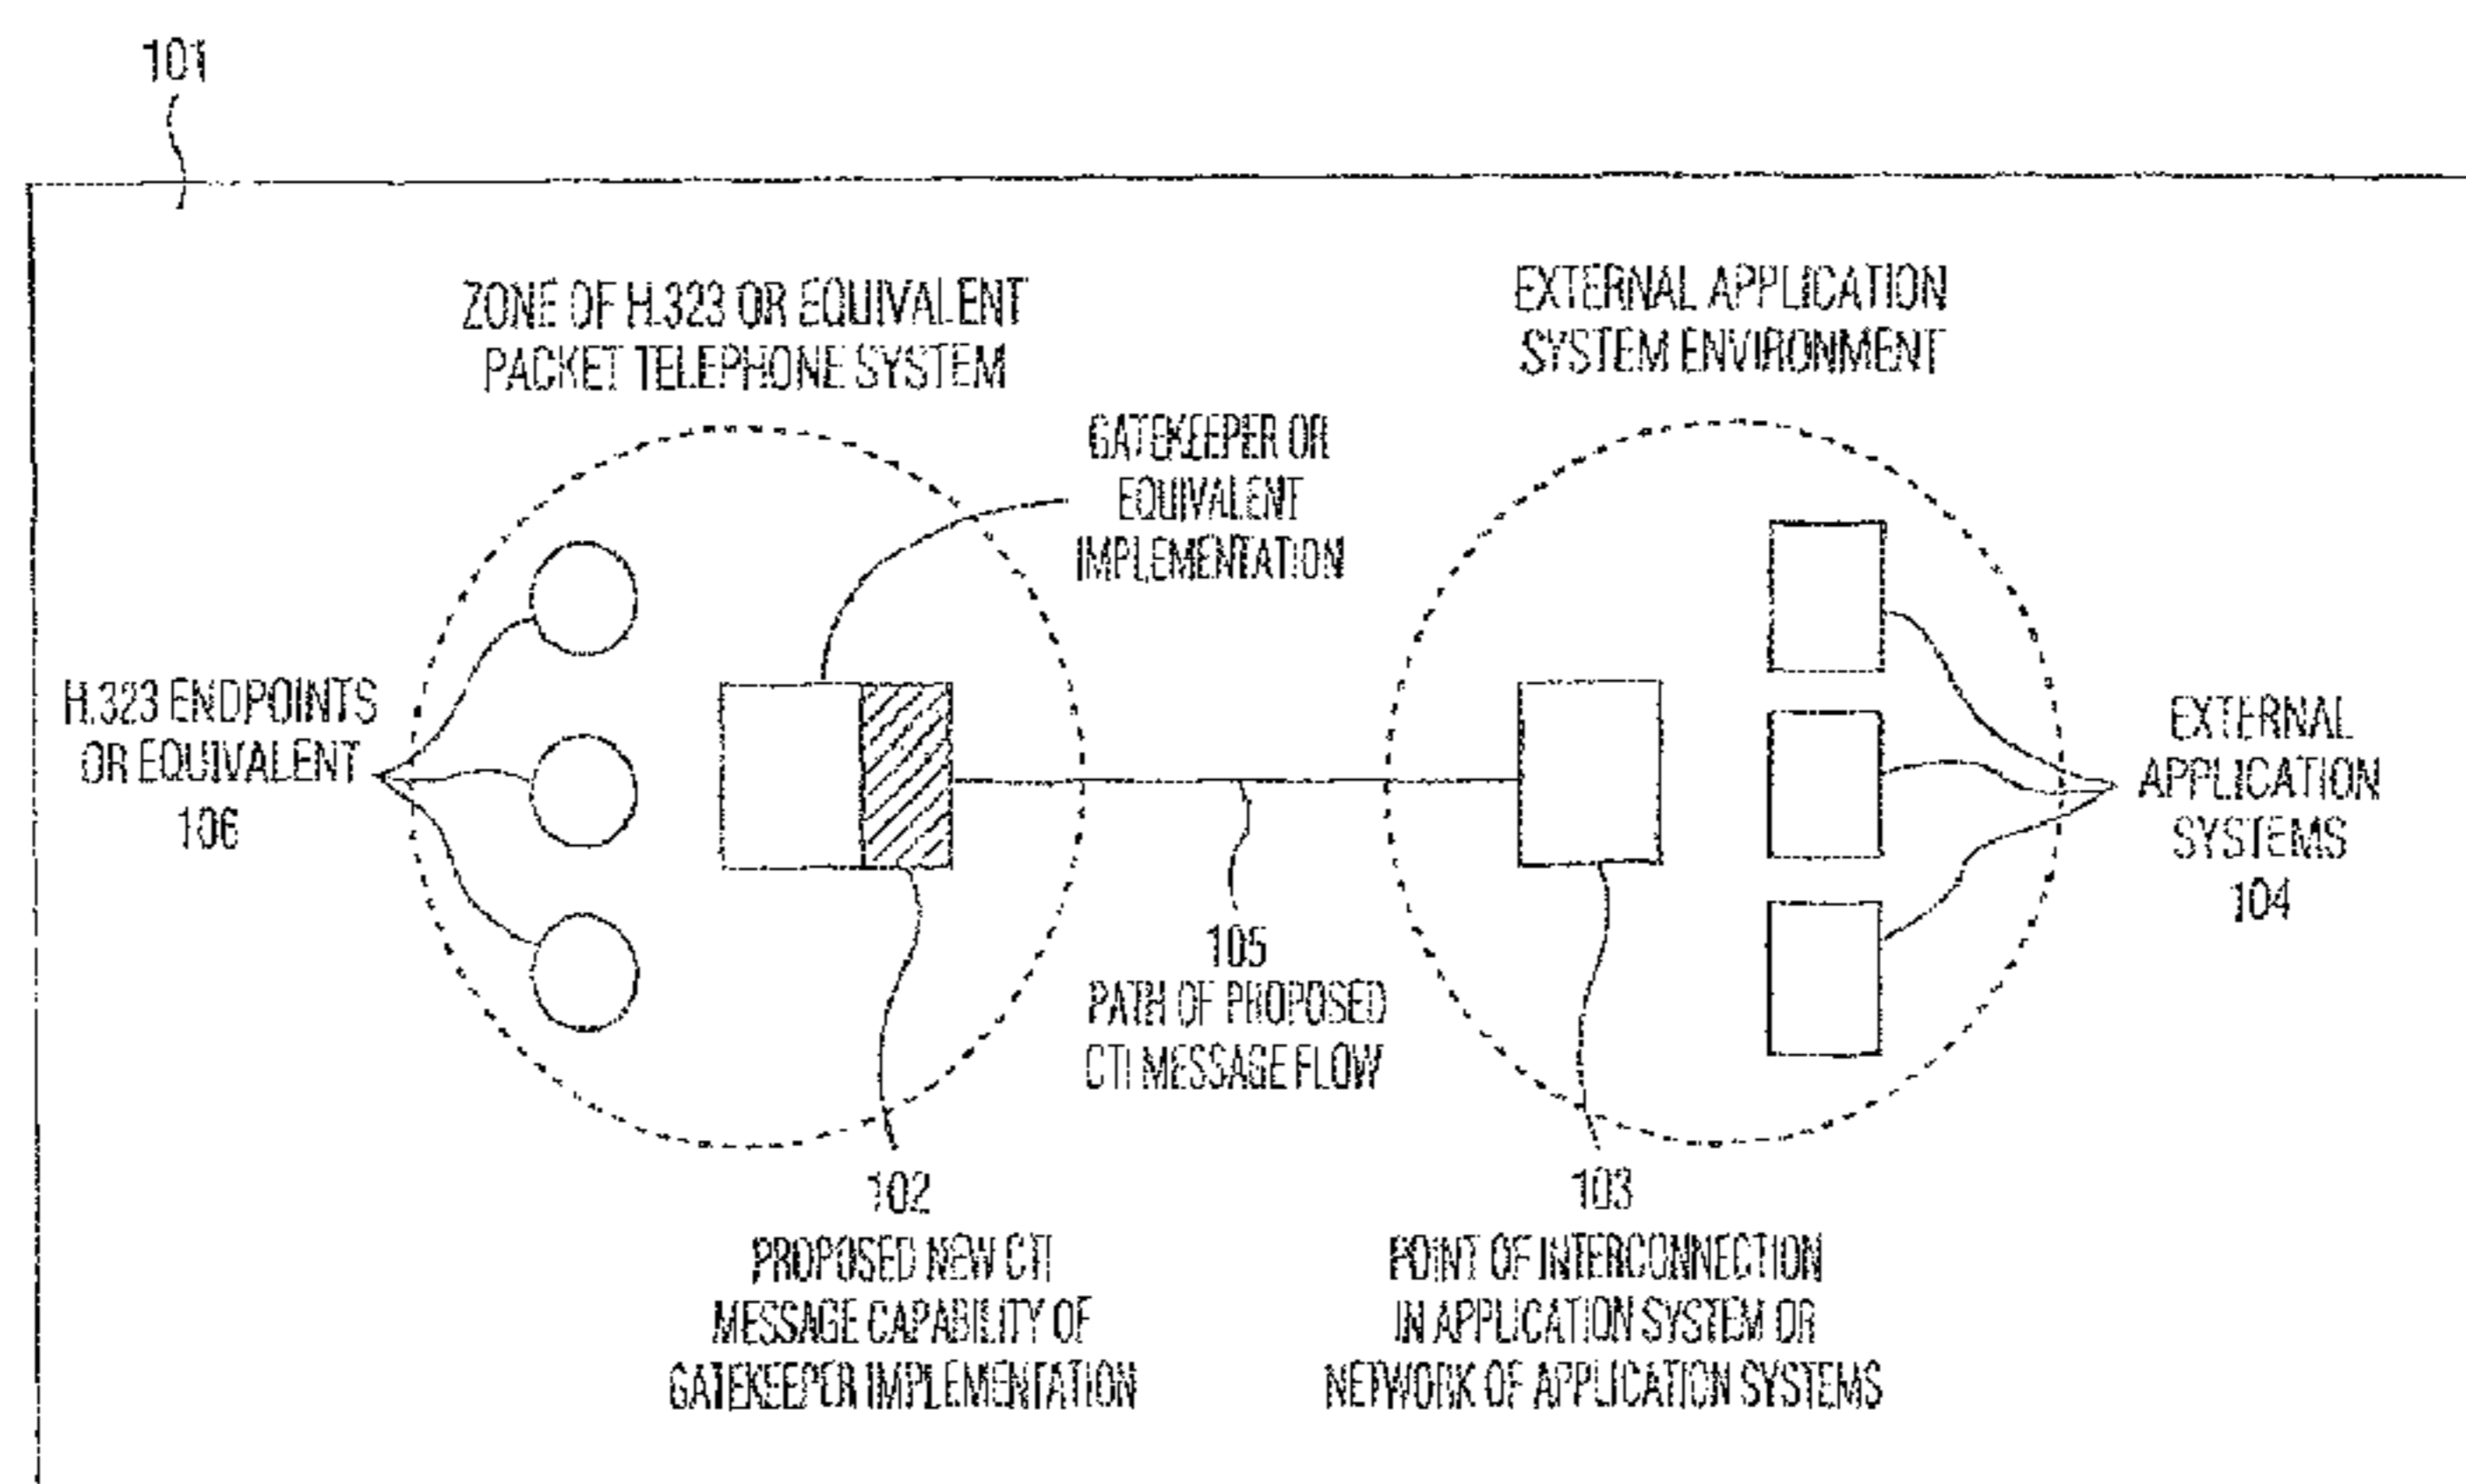 101
ZONE OF H.323 OR EQUIVALENT
PACKET TELEPHONE SYSTEM
EXTERNAL APPLICATION
SYSTEM ENVIRONMENT
GATEKEEPER OR
EQUIVALENT
IMPLEMENTATION
H.323 ENDPOINTS
OR EQUIVALENT
106
EXTERNAL
APPLICATION
SYSTEMS
104
105
PATH OF PROPOSED
CTI MESSAGE FLOW
102
PROPOSED NEW CTI
MESSAGE CAPABILITY OF
GATEKEEPER IMPLEMENTATION
103
POINT OF INTERCONNECTION
IN APPLICATION SYSTEM OR
NETWORK OF APPLICATION SYSTEMS